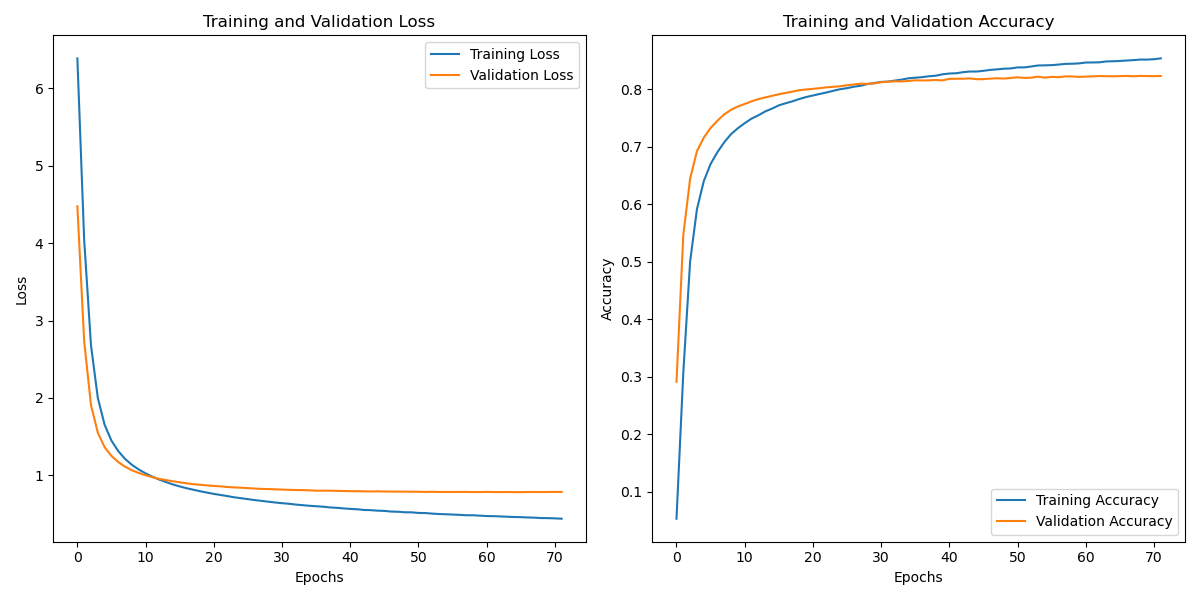 Training and Validation Loss
Training Loss
Validation Loss
6
5
4
3
2
1
Loss
0 10 20 30 40 50 60 70
Epochs
Training and Validation Accuracy
0.8
0.7
0.6
0.5
0.4
0.3
0.2
0.1
Accuracy
Training Accuracy
Validation Accuracy
0 10 20 30 40 50 60 70
Epochs